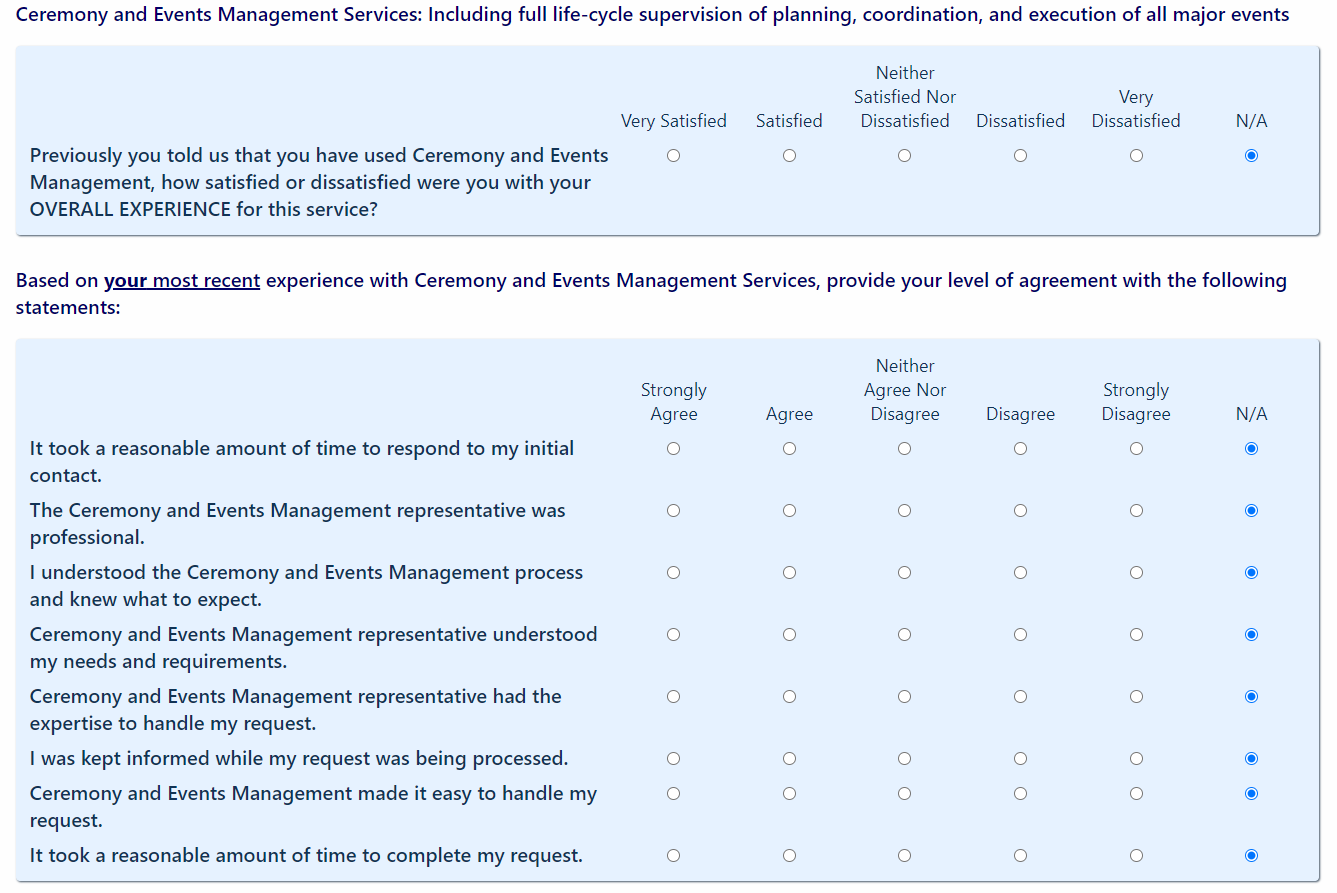 Ceremony and Events Management Services: Including full life-cycle supervision of planning, coordination, and execution of all major events
Neither
Satisfied Nor
Very
Very Satisfied Satisfied Dissatisfied Dissatisfied Dissatisfied N/A
Previously you told us that you have used Ceremony and Events
Management, how satisfied or dissatisfied were you with your
OVERALL EXPERIENCE for this service?
Based on your most recent experience with Ceremony and Events Management Services, provide your level of agreement with the following
statements:
Neither
Strongly Agree Nor Strongly
Agree Agree Disagree Disagree Disagree N/A
It took a reasonable amount of time to respond to my initial
contact.
The Ceremony and Events Management representative was
professional.
I understood the Ceremony and Events Management process
and knew what to expect.
Ceremony and Events Management representative understood
my needs and requirements.
Ceremony and Events Management representative had the
expertise to handle my request.
I was kept informed while my request was being processed.
Ceremony and Events Management made it easy to handle my
request.
It took a reasonable amount of time to complete my request.